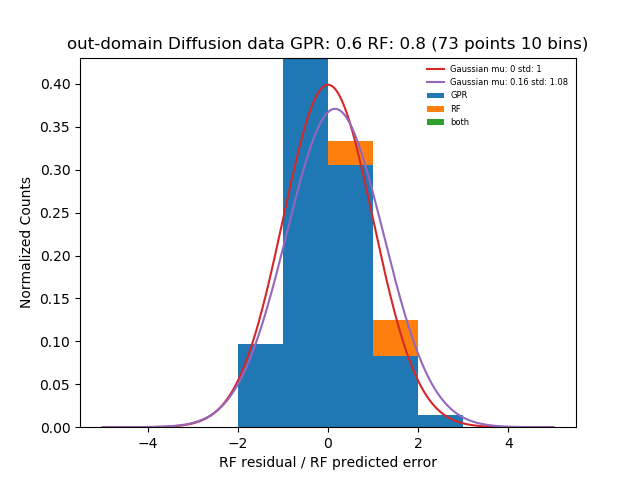 out-domain Diffusion data GPR: 0.6 RF: 0.8 (73 points 10 bins)
Gaussian mu: 0 std: 1
Gaussian mu: 0.16 std: 1.08
GPR
RF
both
Normalized Counts
0.40
0.35
0.30
0.25
0.20
0.15
0.10
0.05
0.00
−4
−2
0
2
4
RF residual / RF predicted error